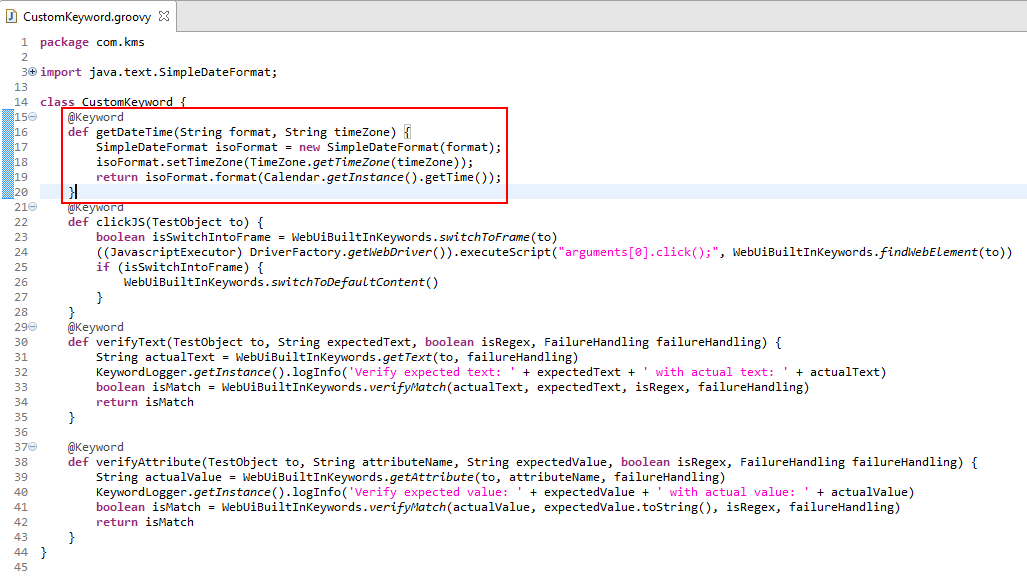 CustomKeyword.groovy
1 package com.kms
2
3 import java.text.SimpleDateFormat;
13
14 class CustomKeyword {
15 @Keyword
16 def getDateTime(String format, String timeZone) {
17 SimpleDateFormat isoFormat = new SimpleDateFormat(format);
18 isoFormat.setTimeZone(TimeZone.getTimeZone(timeZone));
19 return isoFormat.format(Calendar.getInstance().getTime());
20 }
21 @Keyword
22 def clickJS(TestObject to) {
23 boolean isSwitchIntoFrame = WebUiBuiltInKeywords.switchToFrame(to)
24 ((JavascriptExecutor) DriverFactory.getWebDriver()).executeScript("arguments[0].click();", WebUiBuiltInKeywords.findWebElement(to))
25 if (isSwitchIntoFrame) {
26 WebUiBuiltInKeywords.switchToDefaultContent()
27 }
28 }
29 @Keyword
30 def verifyText(TestObject to, String expectedText, boolean isRegex, FailureHandling failureHandling) {
31 String actualText = WebUiBuiltInKeywords.getText(to, failureHandling)
32 KeywordLogger.getInstance().logInfo('Verify expected text: ' + expectedText + ' with actual text: ' + actualText)
33 boolean isMatch = WebUiBuiltInKeywords.verifyMatch(actualText, expectedText, isRegex, failureHandling)
34 return isMatch
35 }
36
37 @Keyword
38 def verifyAttribute(TestObject to, String attributeName, String expectedValue, boolean isRegex, FailureHandling failureHandling) {
39 String actualValue = WebUiBuiltInKeywords.getAttribute(to, attributeName, failureHandling)
40 KeywordLogger.getInstance().logInfo('Verify expected value: ' + expectedValue + ' with actual value: ' + actualValue)
41 boolean isMatch = WebUiBuiltInKeywords.verifyMatch(actualValue, expectedValue.toString(), isRegex, failureHandling)
42 return isMatch
43 }
44 }
45